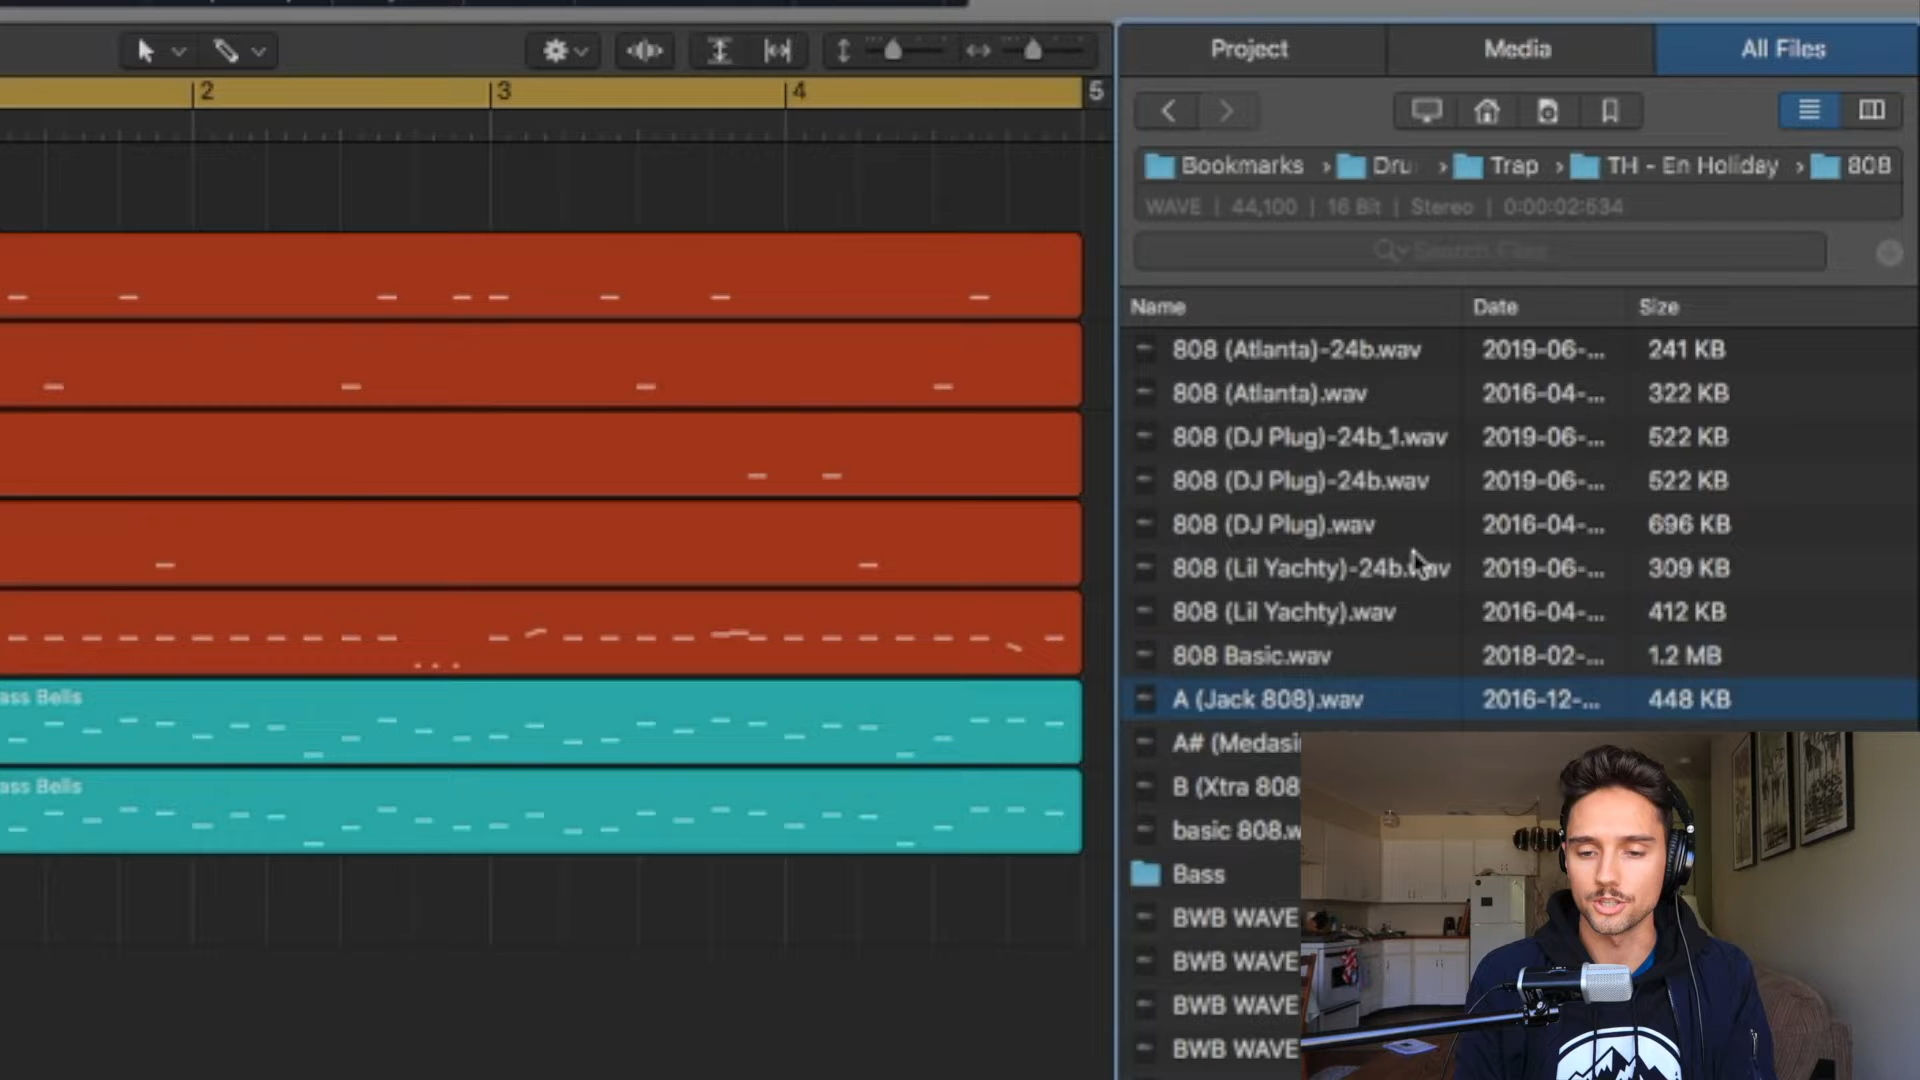 Project Media All Files
2 3 4 5
Bookmarks › Dru › Trap › TH - En Holiday › 808
WAVE | 44,100 | 16 Bit | Stereo | 0:00:02:534
Search Files
Name Date Size
808 (Atlanta)-24b.wav 2019-06-... 241 KB
808 (Atlanta).wav 2016-04-... 322 KB
808 (DJ Plug)-24b_1.wav 2019-06-... 522 KB
808 (DJ Plug)-24b.wav 2019-06-... 522 KB
808 (DJ Plug).wav 2016-04-... 696 KB
808 (Lil Yachty)-24b.wav 2019-06-... 309 KB
808 (Lil Yachty).wav 2016-04-... 412 KB
808 Basic.wav 2018-02-... 1.2 MB
ass Bells
A (Jack 808).wav 2016-12-... 448 KB
A# (Medasi
ass Bells
B (Xtra 808
basic 808.w
Bass
BWB WAVE
BWB WAVE
BWB WAVE
BWB WAVE